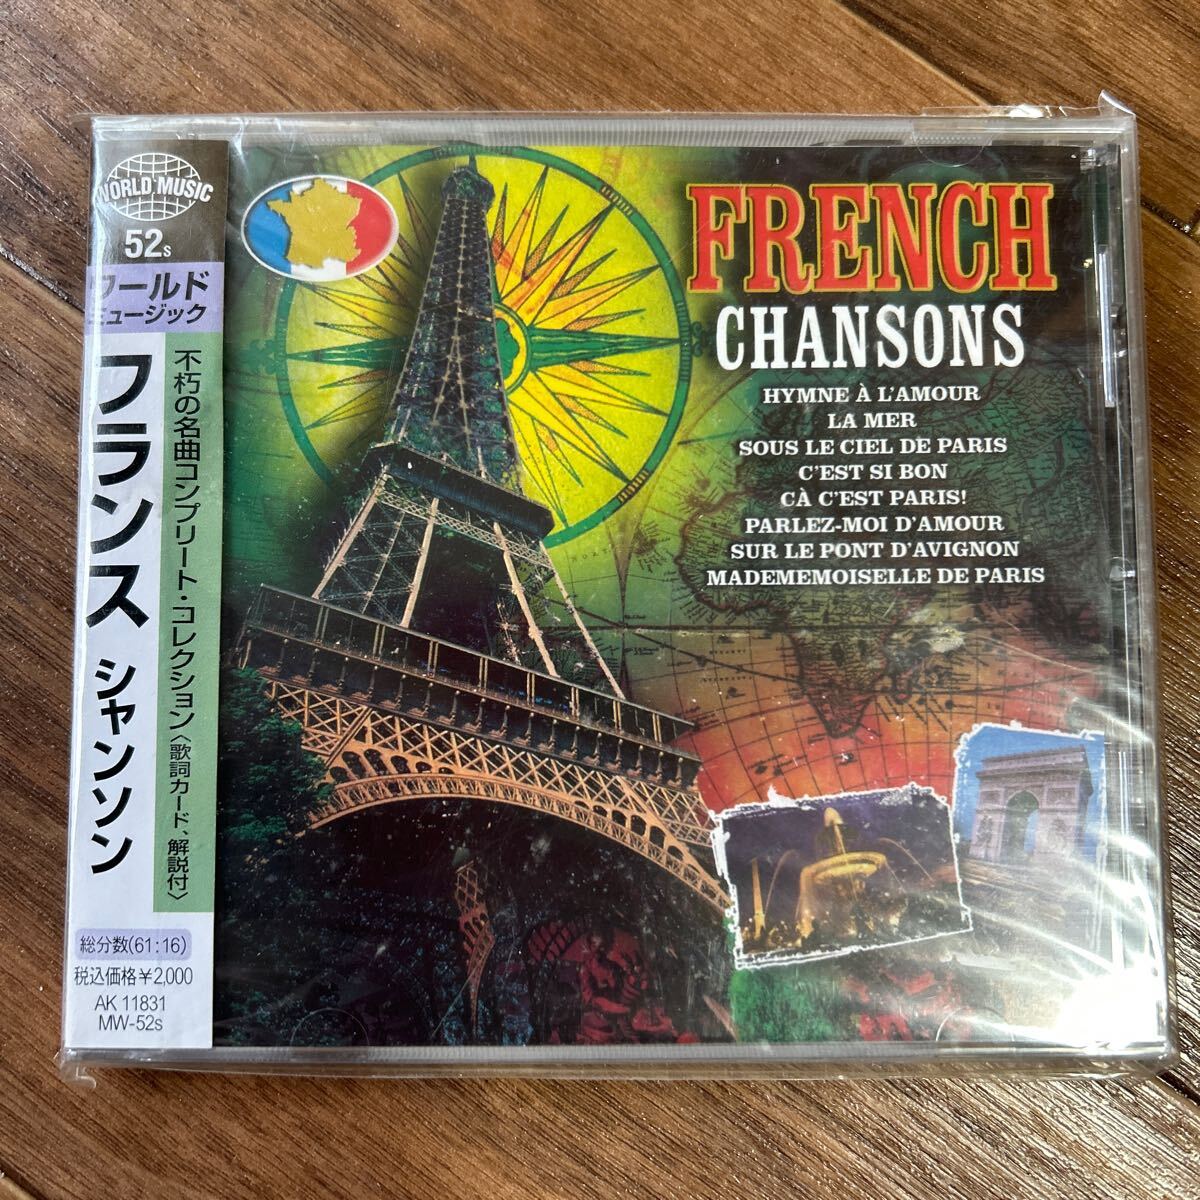 WORLD MUSIC
52s
ワールド
ミュージック
フランス シャンソン
不朽の名曲コンプリート・コレクション〈歌詞カード、解説付〉
総分数(61:16)
税込価格¥2,000
AK 11831
MW-52s
FRENCH
CHANSONS
HYMNE À L'AMOUR
LA MER
SOUS LE CIEL DE PARIS
C'EST SI BON
CÀ C'EST PARIS!
PARLEZ-MOI D'AMOUR
SUR LE PONT D'AVIGNON
MADEMEMOISELLE DE PARIS